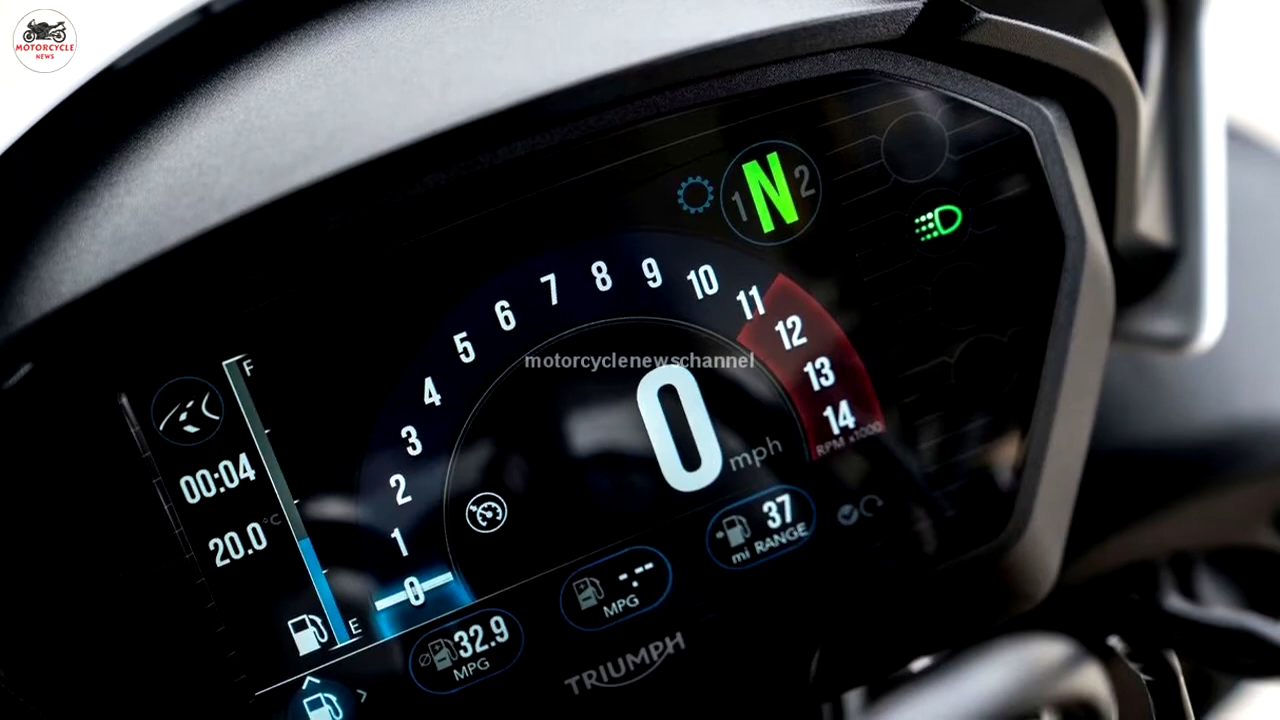 MOTORCYCLE
NEWS
1 N 2
5 6 7 8 9 10 11
4 12
3 13
2 14
1 RPM x1000
0
motorcyclenewschannel
0 mph
F
00:04
20.0 °C
E
37
mi RANGE
-.--
MPG
32.9
MPG
TRIUMPH